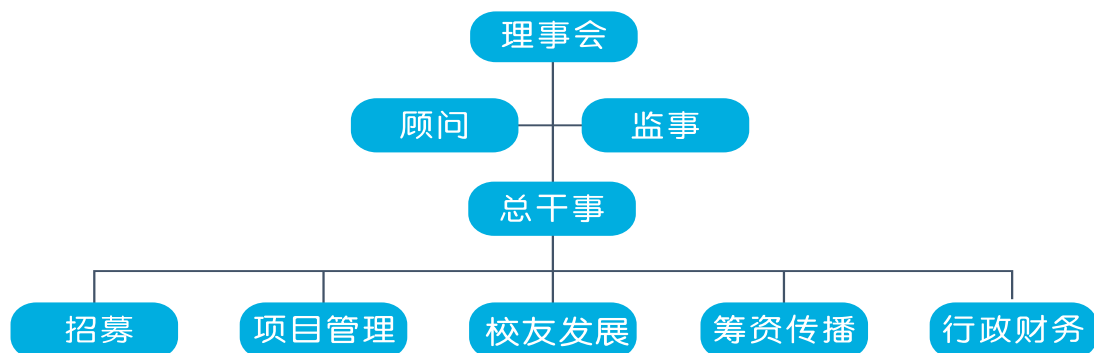 理事会
顾问
监事
总干事
招募
项目管理
校友发展
筹资传播
行政财务